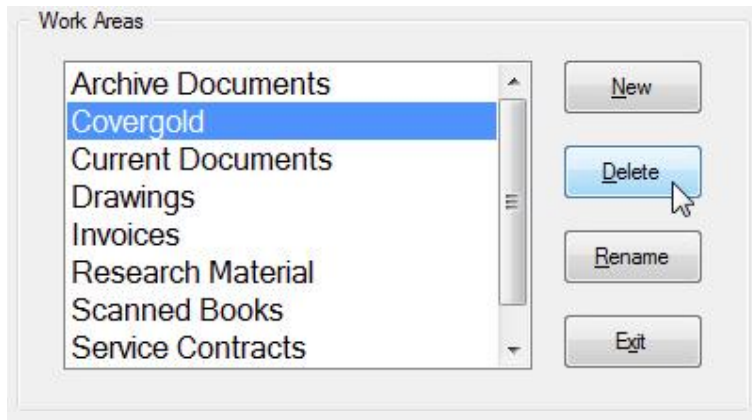 Work Areas
Archive Documents
Covergold
Current Documents
Drawings
Invoices
Research Material
Scanned Books
Service Contracts
New
Delete
Rename
Exit